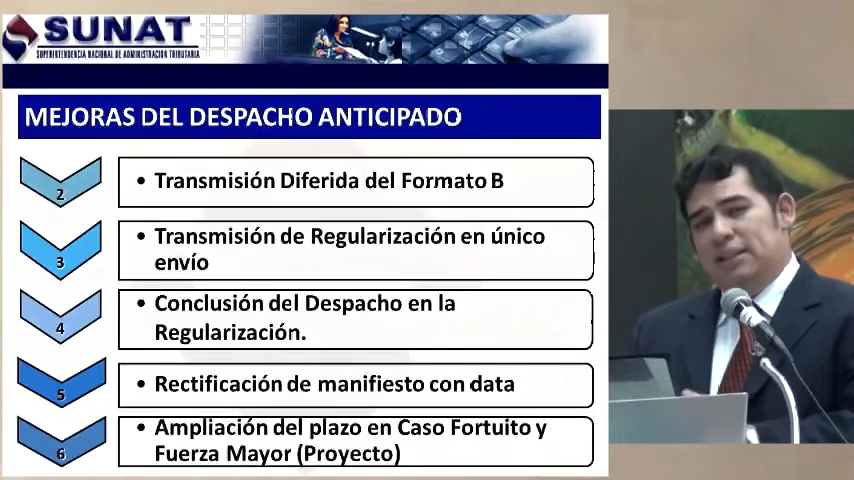 SUNAT
SUPERINTENDENCIA NACIONAL DE ADMINISTRACIÓN TRIBUTARIA
MEJORAS DEL DESPACHO ANTICIPADO
2
• Transmisión Diferida del Formato B
3
• Transmisión de Regularización en único
envío
4
• Conclusión del Despacho en la
Regularización.
5
• Rectificación de manifiesto con data
6
• Ampliación del plazo en Caso Fortuito y
Fuerza Mayor (Proyecto)